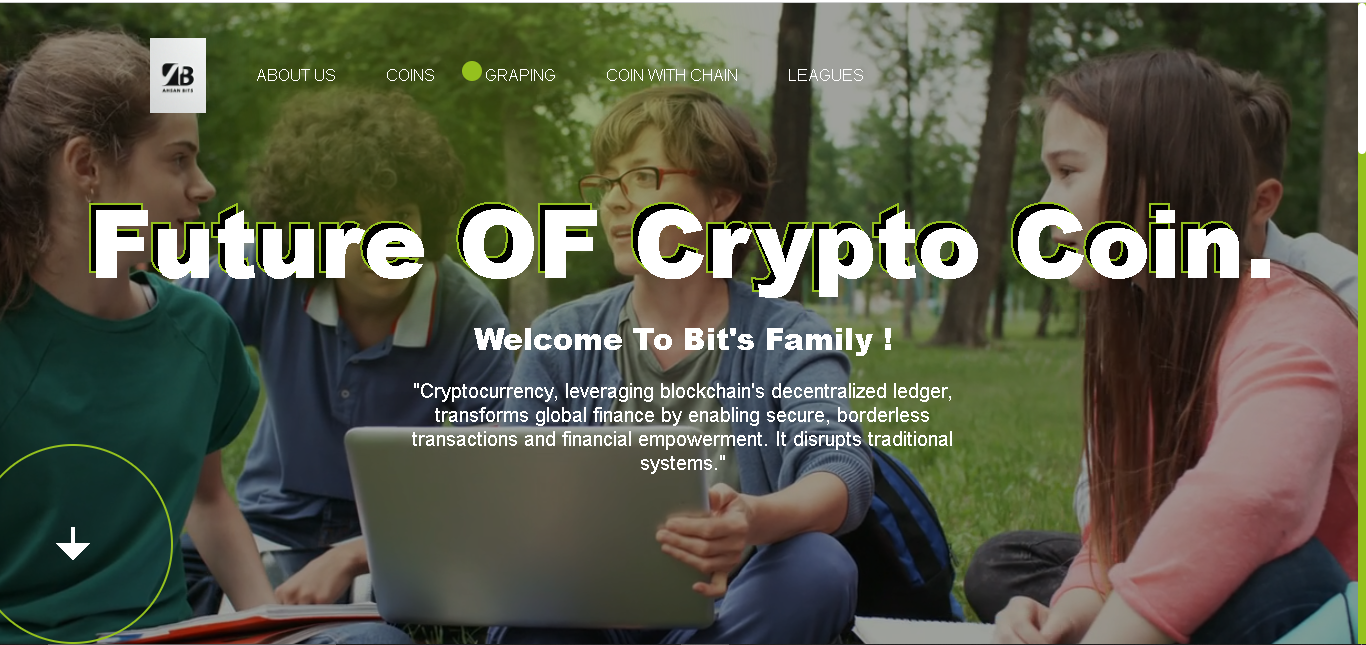 AB
AHSAN BITS
ABOUT US COINS GRAPING COIN WITH CHAIN LEAGUES
Future OF Crypto Coin.
Welcome To Bit's Family !
"Cryptocurrency, leveraging blockchain's decentralized ledger,
transforms global finance by enabling secure, borderless
transactions and financial empowerment. It disrupts traditional
systems."